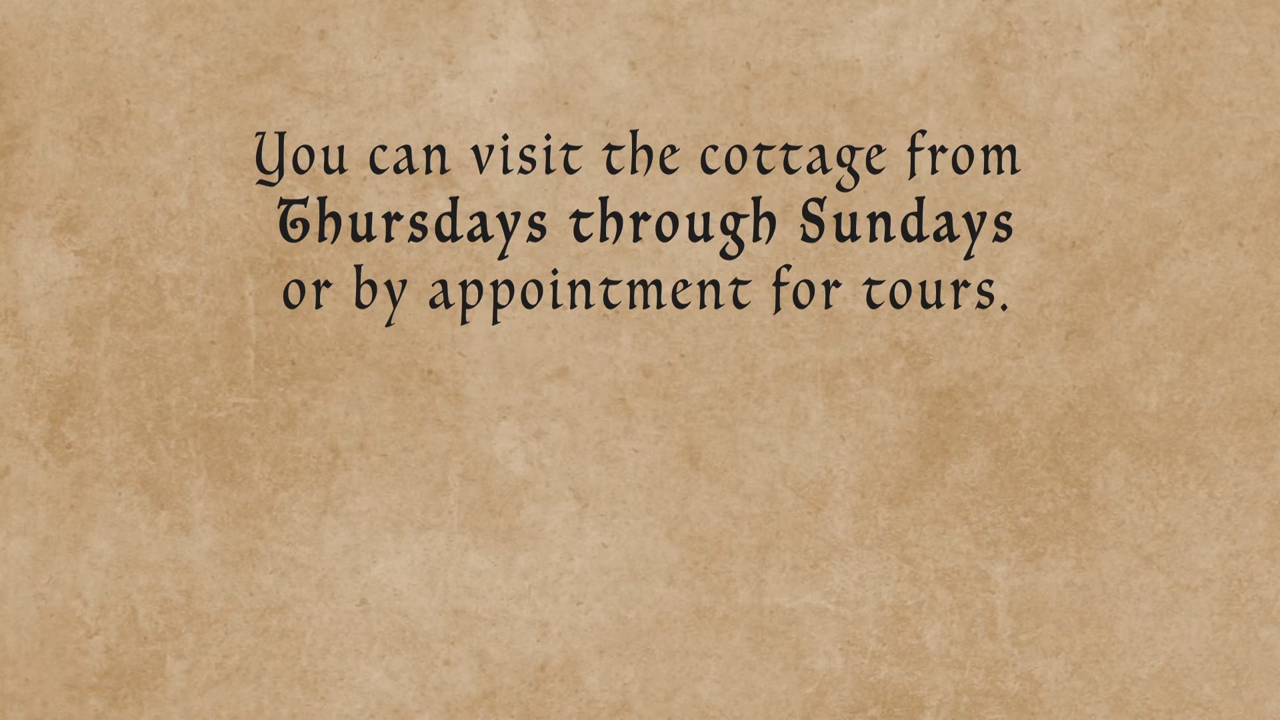 You can visit the cottage from
Thursdays through Sundays
or by appointment for tours.